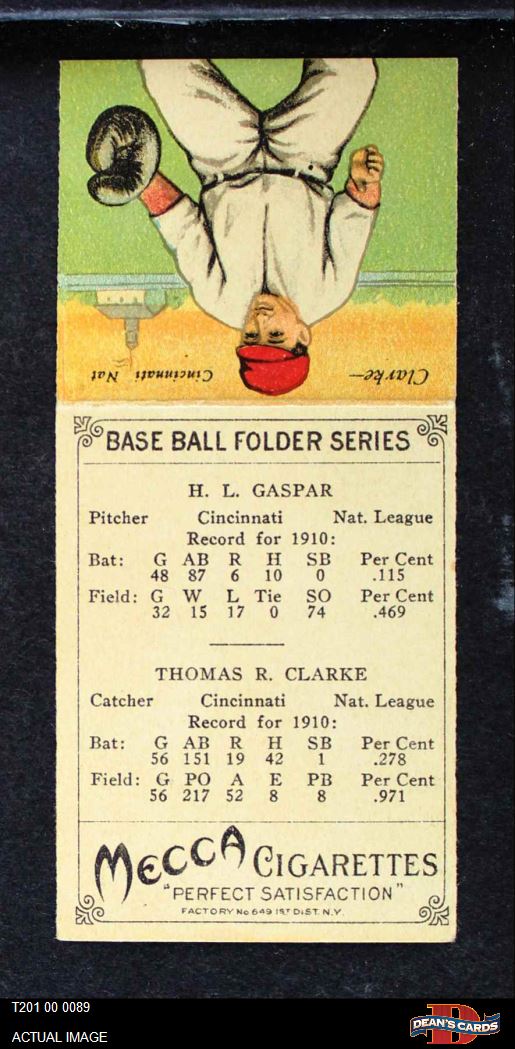 Clarke— Cincinnati Nat
BASE BALL FOLDER SERIES
H. L. GASPAR
Pitcher Cincinnati Nat. League
Record for 1910:
Bat: G AB R H SB Per Cent
48 87 6 10 0 .115
Field: G W L Tie SO Per Cent
32 15 17 0 74 .469
THOMAS R. CLARKE
Catcher Cincinnati Nat. League
Record for 1910:
Bat: G AB R H SB Per Cent
56 151 19 42 1 .278
Field: G PO A E PB Per Cent
56 217 52 8 8 .971
MECCA CIGARETTES
"PERFECT SATISFACTION"
FACTORY No 649 1ST DIST. N.Y.
T201 00 0089
ACTUAL IMAGE
D
DEAN'S CARDS